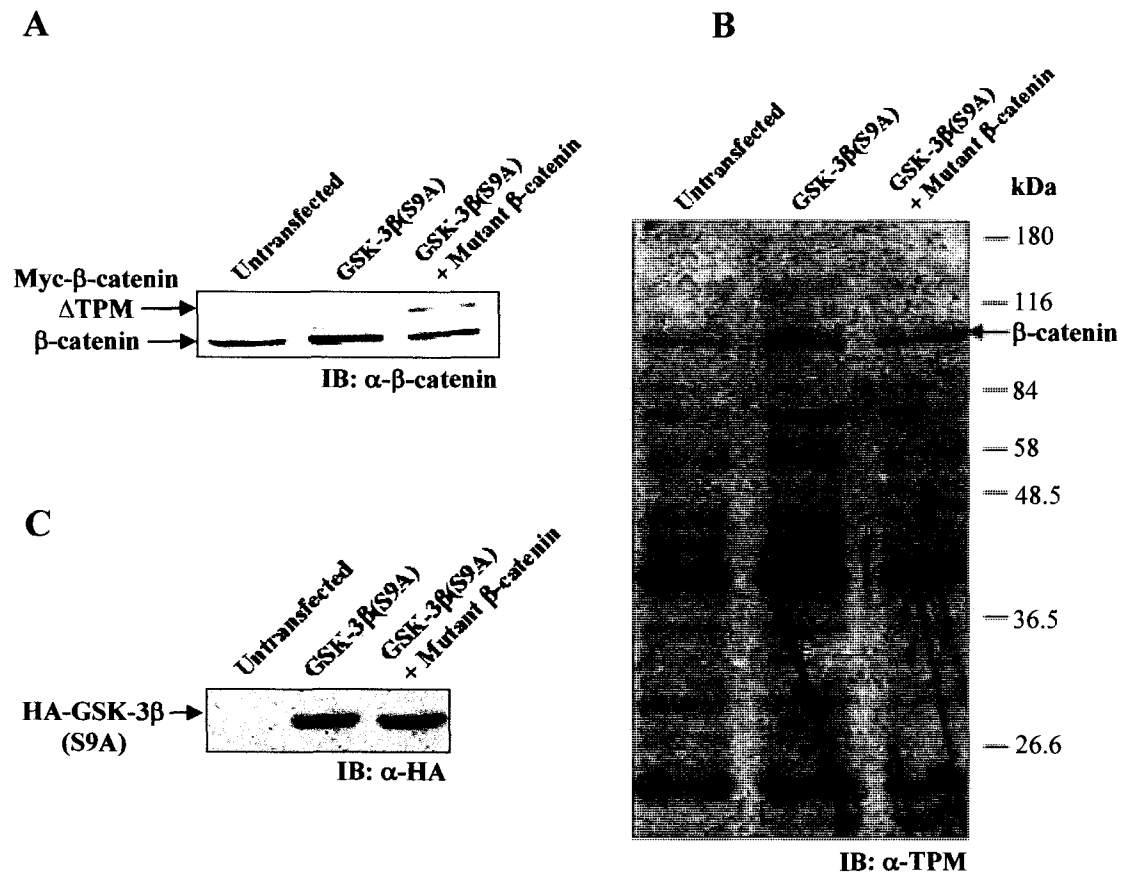 A
Untransfected
GSK-3β(S9A)
GSK-3β(S9A)
+ Mutant β-catenin
Myc-β-catenin
ΔTPM
β-catenin
IB: α-β-catenin
B
Untransfected
GSK-3β(S9A)
GSK-3β(S9A)
+ Mutant β-catenin
kDa
180
116
β-catenin
84
58
48.5
36.5
26.6
IB: α-TPM
C
Untransfected
GSK-3β(S9A)
GSK-3β(S9A)
+ Mutant β-catenin
HA-GSK-3β
(S9A)
IB: α-HA